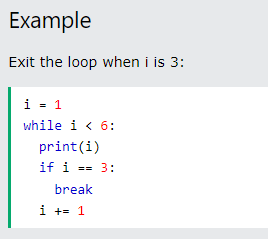 Example
Exit the loop when i is 3:
i = 1
while i < 6:
  print(i)
  if i == 3:
    break
  i += 1